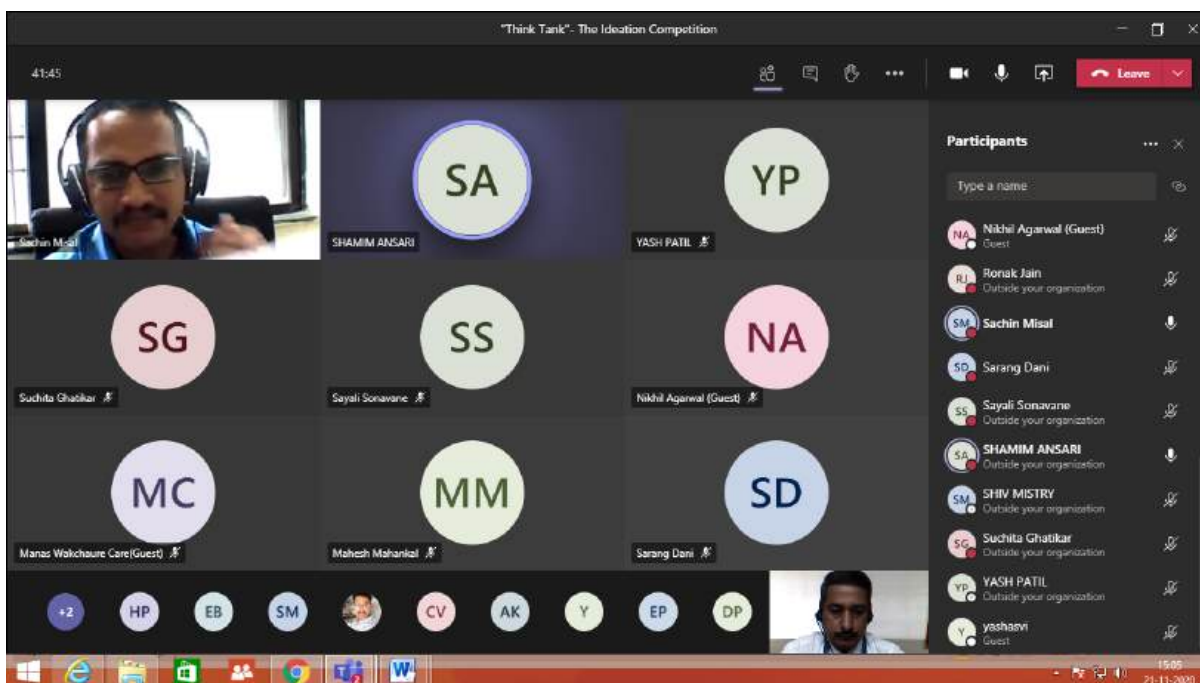 "Think Tank"- The Ideation Competition
41:45
Leave
Sachin Misal
SA
SHAMIM ANSARI
YP
YASH PATIL
SG
Suchita Ghatikar
SS
Sayali Sonavane
NA
Nikhil Agarwal (Guest)
MC
Manas Wakchaure Care(Guest)
MM
Mahesh Mahankal
SD
Sarang Dani
+2
HP
EB
SM
CV
AK
Y
EP
DP
Participants
Type a name
NA
Nikhil Agarwal (Guest)
Guest
RJ
Ronak Jain
Outside your organization
SM
Sachin Misal
SD
Sarang Dani
SS
Sayali Sonavane
Outside your organization
SA
SHAMIM ANSARI
Outside your organization
SM
SHIV MISTRY
Outside your organization
SG
Suchita Ghatikar
Outside your organization
YP
YASH PATIL
Outside your organization
Y
yashasvi
Guest
15:05
21-11-2020